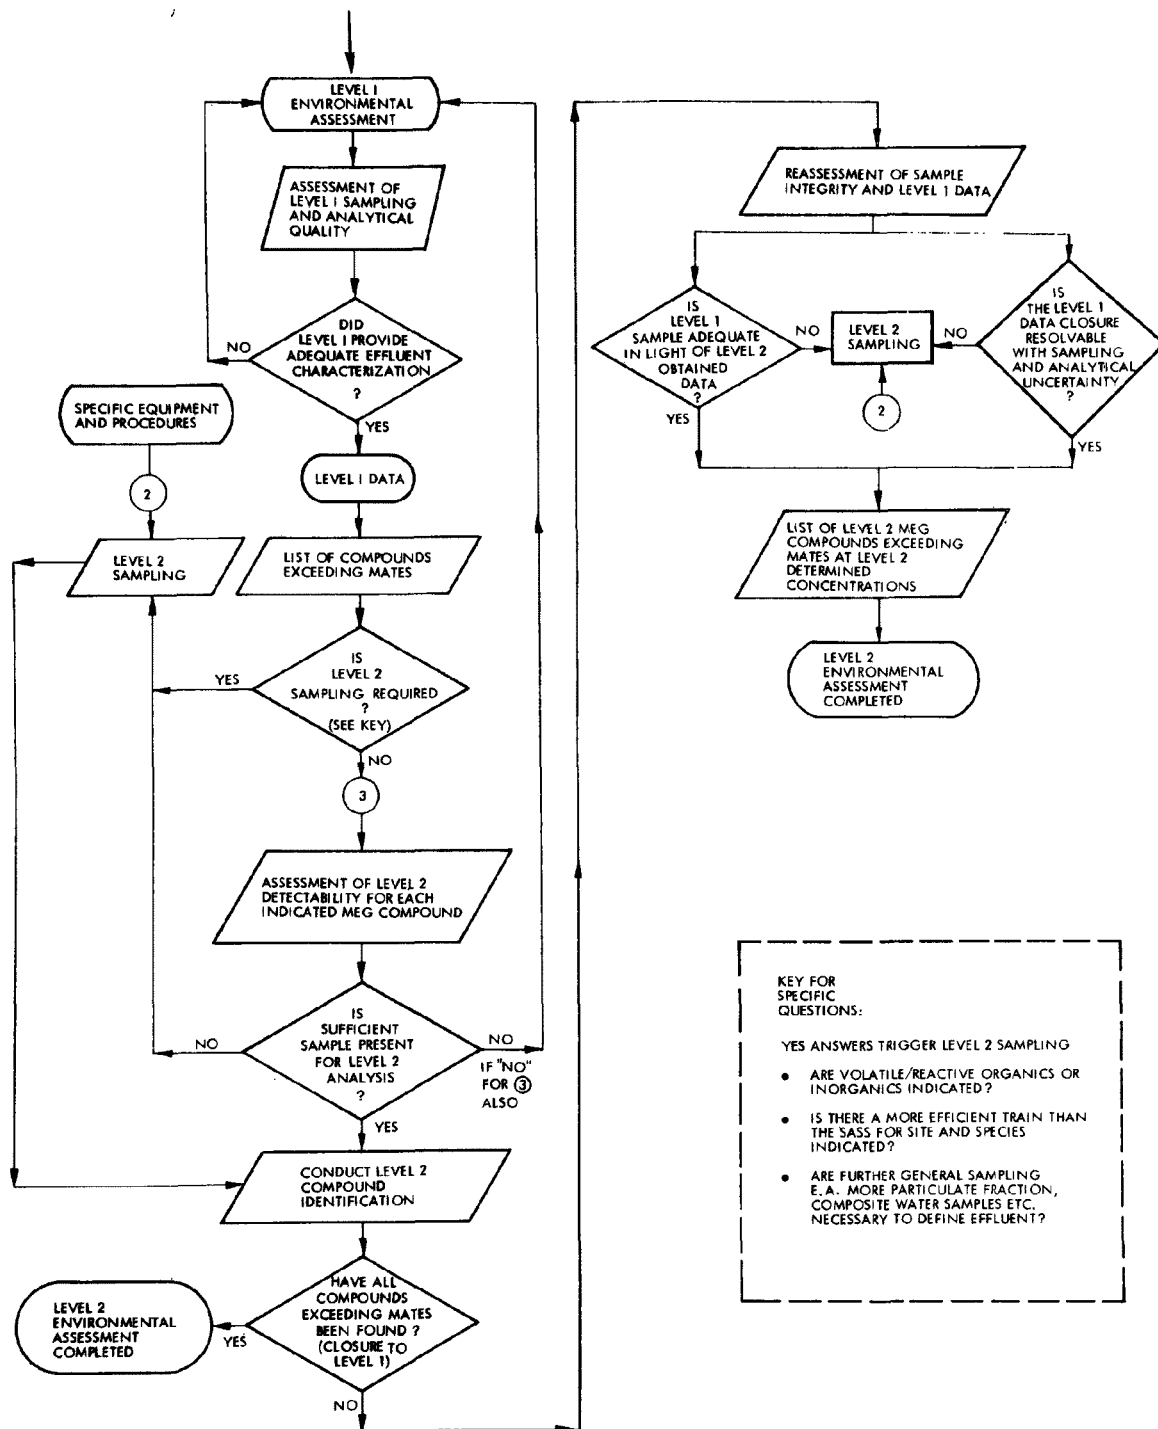 LEVEL I
ENVIRONMENTAL
ASSESSMENT
ASSESSMENT OF
LEVEL I SAMPLING
AND ANALYTICAL
QUALITY
DID
LEVEL I PROVIDE
ADEQUATE EFFLUENT
CHARACTERIZATION
?
NO
YES
SPECIFIC EQUIPMENT
AND PROCEDURES
2
LEVEL 2
SAMPLING
LEVEL I DATA
LIST OF COMPOUNDS
EXCEEDING MATES
IS
LEVEL 2
SAMPLING REQUIRED
?
(SEE KEY)
YES
NO
3
ASSESSMENT OF LEVEL 2
DETECTABILITY FOR EACH
INDICATED MEG COMPOUND
IS
SUFFICIENT
SAMPLE PRESENT
FOR LEVEL 2
ANALYSIS
?
NO
NO
IF "NO"
FOR ③
ALSO
YES
CONDUCT LEVEL 2
COMPOUND
IDENTIFICATION
HAVE ALL
COMPOUNDS
EXCEEDING MATES
BEEN FOUND ?
(CLOSURE TO
LEVEL 1)
YES
NO
LEVEL 2
ENVIRONMENTAL
ASSESSMENT
COMPLETED
REASSESSMENT OF SAMPLE
INTEGRITY AND LEVEL 1 DATA
IS
LEVEL 1
SAMPLE ADEQUATE
IN LIGHT OF LEVEL 2
OBTAINED
DATA
?
NO
YES
LEVEL 2
SAMPLING
2
IS
THE LEVEL 1
DATA CLOSURE
RESOLVABLE
WITH SAMPLING
AND ANALYTICAL
UNCERTAINTY
?
NO
YES
LIST OF LEVEL 2 MEG
COMPOUNDS EXCEEDING
MATES AT LEVEL 2
DETERMINED
CONCENTRATIONS
LEVEL 2
ENVIRONMENTAL
ASSESSMENT
COMPLETED
KEY FOR
SPECIFIC
QUESTIONS:
YES ANSWERS TRIGGER LEVEL 2 SAMPLING
• ARE VOLATILE/REACTIVE ORGANICS OR
INORGANICS INDICATED?
• IS THERE A MORE EFFICIENT TRAIN THAN
THE SASS FOR SITE AND SPECIES
INDICATED?
• ARE FURTHER GENERAL SAMPLING
E.A. MORE PARTICULATE FRACTION,
COMPOSITE WATER SAMPLES ETC.
NECESSARY TO DEFINE EFFLUENT?